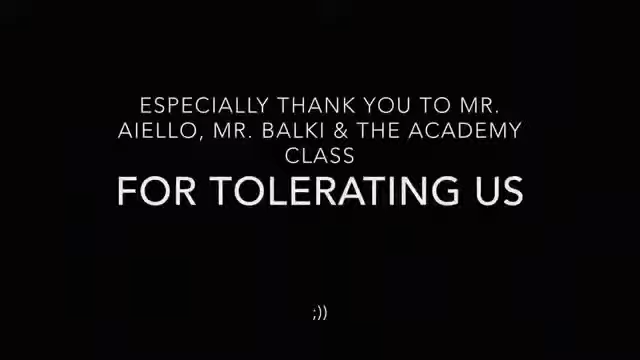 ESPECIALLY THANK YOU TO MR.
AIELLO, MR. BALKI & THE ACADEMY
CLASS
FOR TOLERATING US
;))